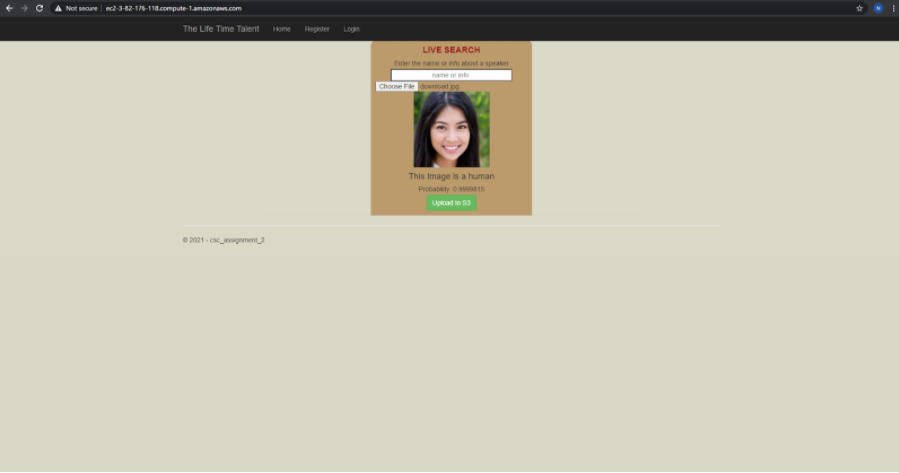 Not secure | ec2-3-82-176-118.compute-1.amazonaws.com
N
The Life Time Talent Home Register Login
LIVE SEARCH
Enter the name or info about a speaker
name or info
Choose File download.jpg
This Image is a human
Probability: 0.9999815
Upload to S3
© 2021 - csc_assignment_2